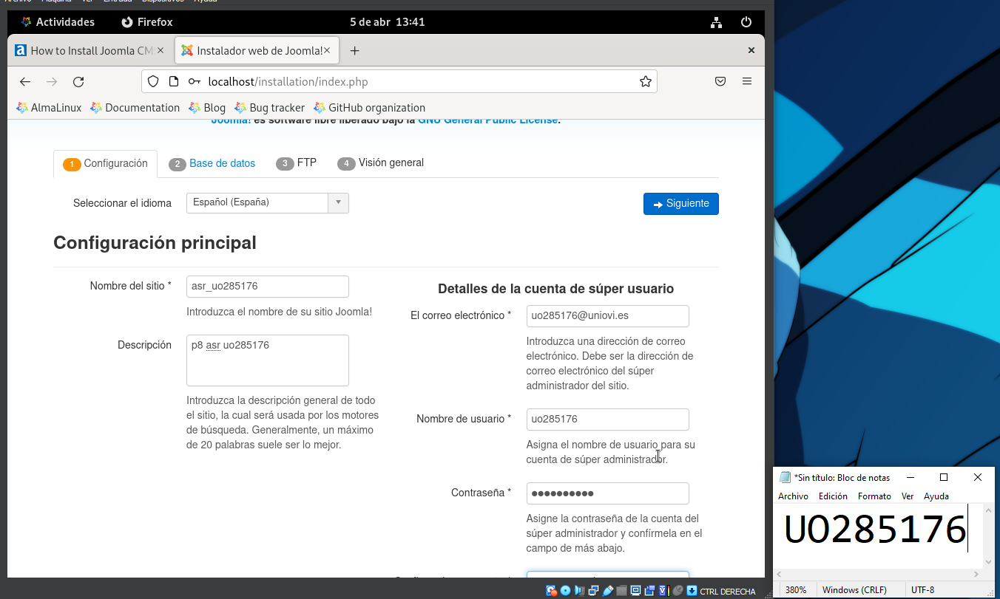 Archivo Máquina Ver Entrada Dispositivos Ayuda
Actividades Firefox 5 de abr 13:41
How to Install Joomla CM
Instalador web de Joomla!
localhost/installation/index.php
AlmaLinux Documentation Blog Bug tracker GitHub organization
Joomla! es software libre liberado bajo la GNU General Public License.
1 Configuración 2 Base de datos 3 FTP 4 Visión general
Seleccionar el idioma Español (España) Siguiente
Configuración principal
Nombre del sitio * asr_uo285176
Introduzca el nombre de su sitio Joomla!
Descripción p8 asr uo285176
Introduzca la descripción general de todo
el sitio, la cual será usada por los motores
de búsqueda. Generalmente, un máximo
de 20 palabras suele ser lo mejor.
Detalles de la cuenta de súper usuario
El correo electrónico * uo285176@uniovi.es
Introduzca una dirección de correo
electrónico. Debe ser la dirección de
correo electrónico del súper
administrador del sitio.
Nombre de usuario * uo285176
Asigna el nombre de usuario para su
cuenta de súper administrador.
Contraseña * ●●●●●●●●●●
Asigne la contraseña de la cuenta del
súper administrador y confírmela en el
campo de más abajo.
CTRL DERECHA
*Sin título: Bloc de notas
Archivo Edición Formato Ver Ayuda
UO285176
380% Windows (CRLF) UTF-8